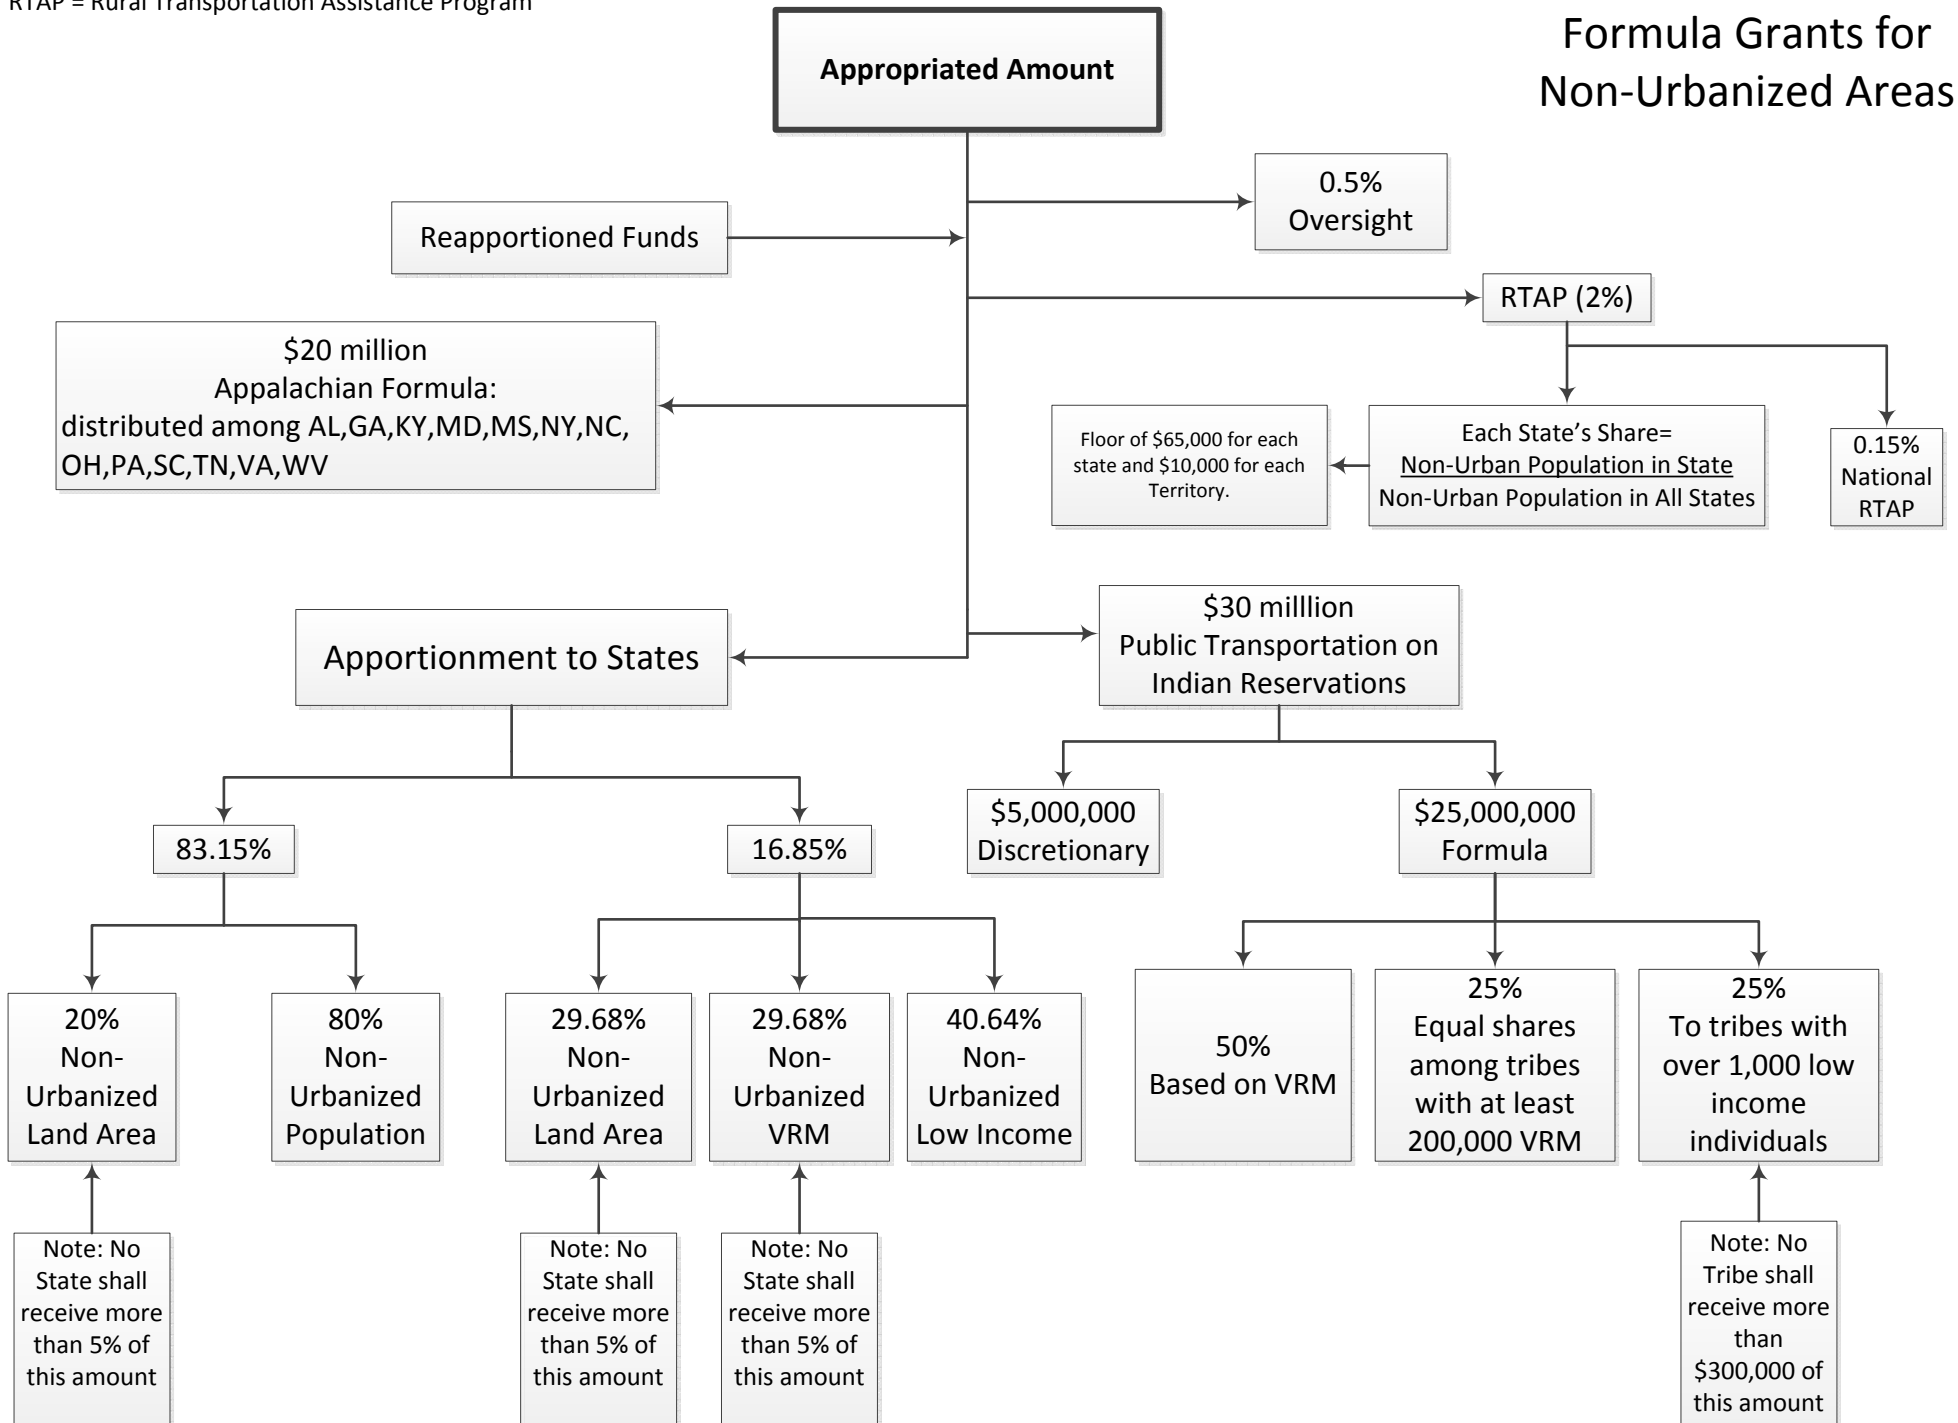 RTAP = Rural Transportation Assistance Program
Formula Grants for
Non-Urbanized Areas
Appropriated Amount
0.5%
Oversight
Reapportioned Funds
RTAP (2%)
$20 million
Appalachian Formula:
distributed among AL,GA,KY,MD,MS,NY,NC,
OH,PA,SC,TN,VA,WV
Floor of $65,000 for each
state and $10,000 for each
Territory.
Each State’s Share=
Non-Urban Population in State
Non-Urban Population in All States
0.15%
National
RTAP
Apportionment to States
$30 milllion
Public Transportation on
Indian Reservations
83.15%
16.85%
$5,000,000
Discretionary
$25,000,000
Formula
20%
Non-
Urbanized
Land Area
80%
Non-
Urbanized
Population
29.68%
Non-
Urbanized
Land Area
29.68%
Non-
Urbanized
VRM
40.64%
Non-
Urbanized
Low Income
50%
Based on VRM
25%
Equal shares
among tribes
with at least
200,000 VRM
25%
To tribes with
over 1,000 low
income
individuals
Note: No
State shall
receive more
than 5% of
this amount
Note: No
State shall
receive more
than 5% of
this amount
Note: No
State shall
receive more
than 5% of
this amount
Note: No
Tribe shall
receive more
than
$300,000 of
this amount